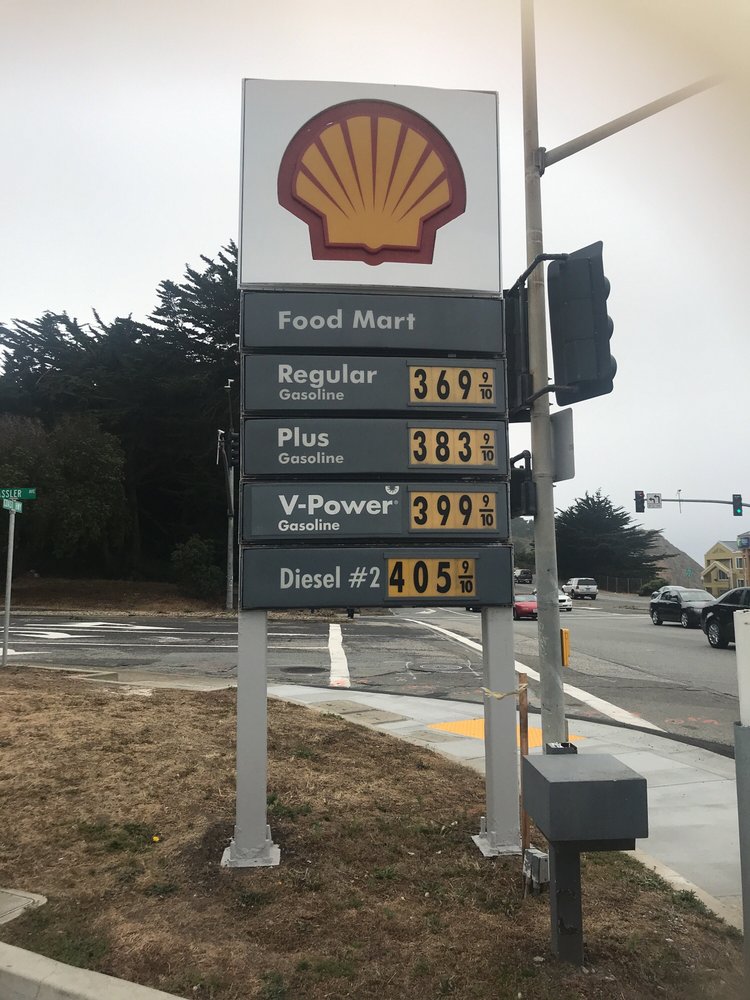 Food Mart
Regular
Gasoline
369 9/10
Plus
Gasoline
383 9/10
V-Power®
Gasoline
399 9/10
Diesel #2
405 9/10